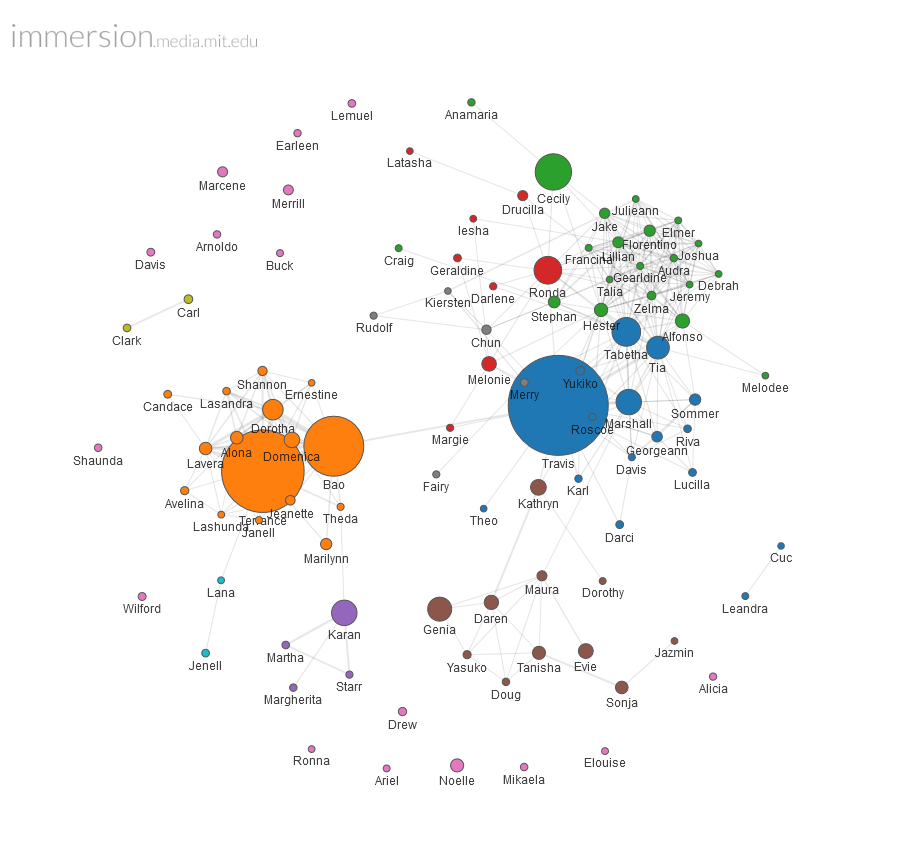 immersion.media.mit.edu
Lemuel
Anamaria
Earleen
Latasha
Marcene
Merrill
Cecily
Drucilla
Julieann
Jake
Iesha
Elmer
Arnoldo
Florentino
Davis
Buck
Craig
Geraldine
Francina
Lillian
Joshua
Audra
Gearldine
Debrah
Kiersten
Darlene
Ronda
Talia
Jeremy
Carl
Rudolf
Stephan
Hester
Zelma
Clark
Chun
Alfonso
Tabetha
Tia
Shannon
Ernestine
Melonie
Merry
Yukiko
Melodee
Candace
Lasandra
Dorotha
Sommer
Marshall
Roscoe
Margie
Riva
Shaunda
Lavera
Alona
Domenica
Bao
Travis
Georgeann
Davis
Fairy
Karl
Lucilla
Avelina
Jeanette
Kathryn
Lashunda
Terrance
Janell
Theda
Theo
Darci
Marilynn
Cuc
Lana
Maura
Dorothy
Wilford
Karan
Genia
Daren
Leandra
Jenell
Martha
Yasuko
Tanisha
Evie
Jazmin
Margherita
Starr
Doug
Sonja
Alicia
Drew
Ronna
Ariel
Noelle
Mikaela
Elouise